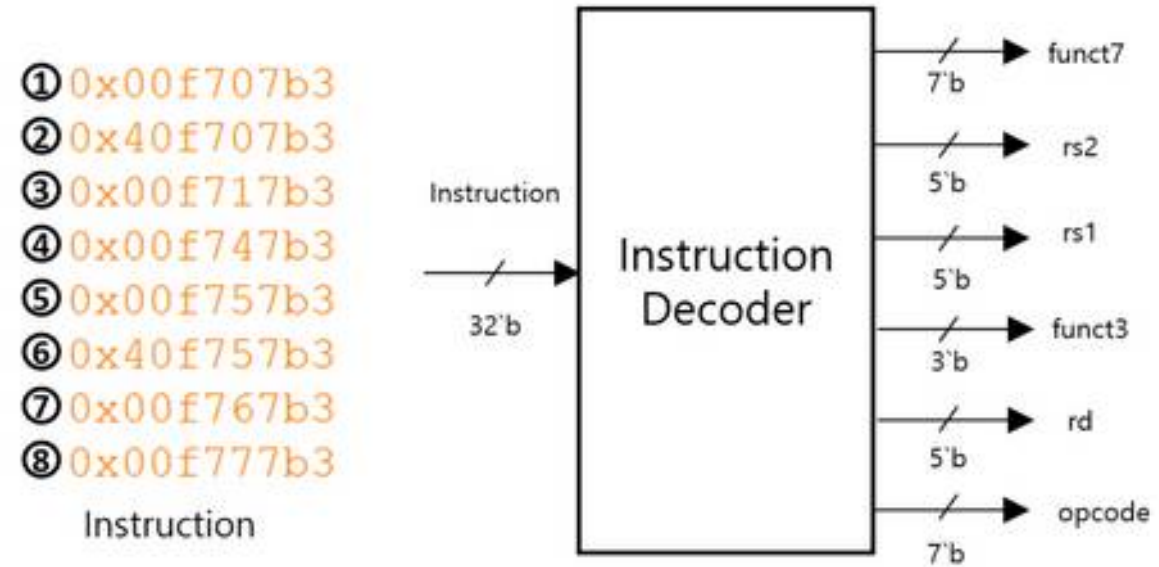 ①0x00f707b3
②0x40f707b3
③0x00f717b3
④0x00f747b3
⑤0x00f757b3
⑥0x40f757b3
⑦0x00f767b3
⑧0x00f777b3
Instruction
Instruction
32`b
Instruction
Decoder
funct7
7`b
rs2
5`b
rs1
5`b
funct3
3`b
rd
5`b
opcode
7`b